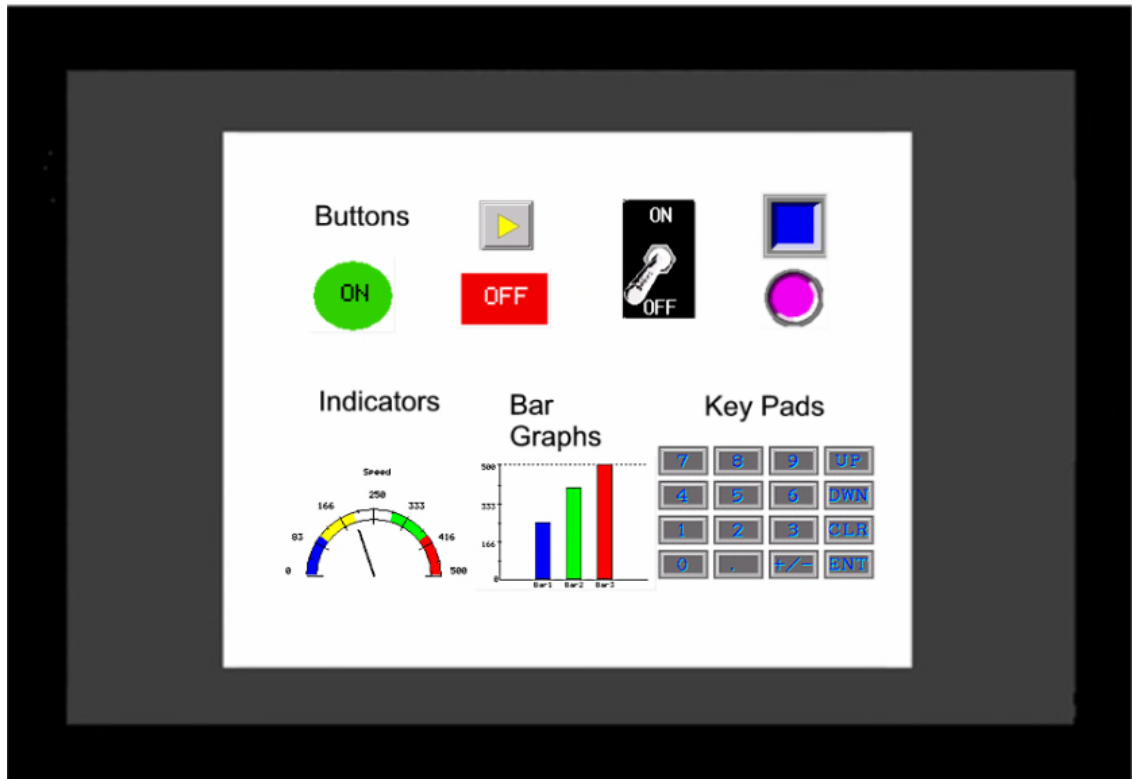 Buttons
ON
OFF
ON
OFF
Indicators
Speed
0
83
166
250
333
416
500
Bar
Graphs
500
333
166
0
Bar1 Bar2 Bar3
Key Pads
7 8 9 UP
4 5 6 DWN
1 2 3 CLR
0 . +/- ENT